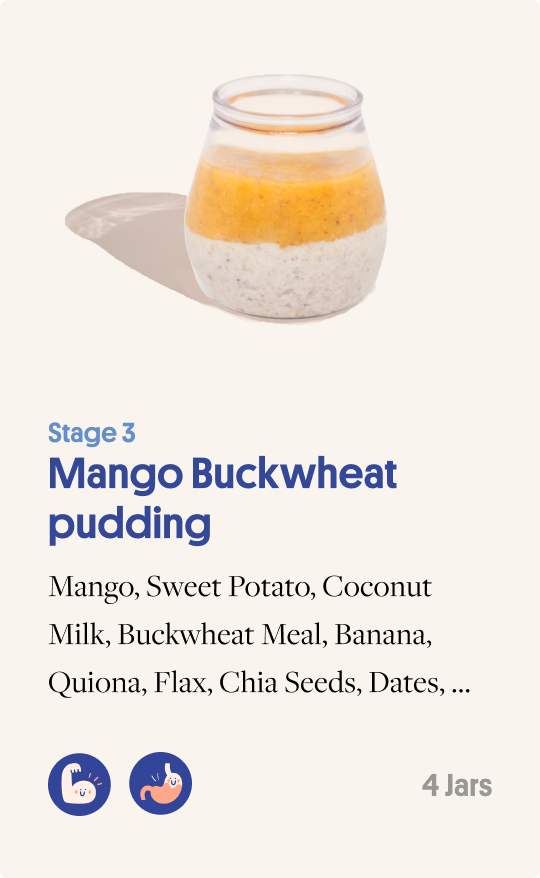 Stage 3
Mango Buckwheat
pudding
Mango, Sweet Potato, Coconut
Milk, Buckwheat Meal, Banana,
Quiona, Flax, Chia Seeds, Dates, ...
4 Jars